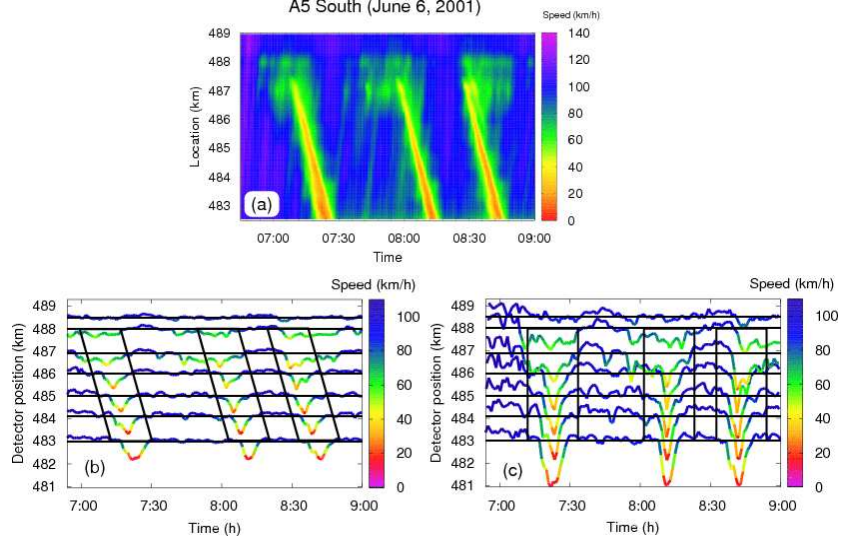 A5 South (June 6, 2001)
Speed (km/h)
489
488
487
486
485
484
483
Location (km)
(a)
140
120
100
80
60
40
20
0
07:00 07:30 08:00 08:30 09:00
Time
Speed (km/h)
489
488
487
486
485
484
483
482
481
Detector position (km)
(b)
100
80
60
40
20
0
7:00 7:30 8:00 8:30 9:00
Time (h)
Speed (km/h)
489
488
487
486
485
484
483
482
481
Detector position (km)
(c)
100
80
60
40
20
0
7:00 7:30 8:00 8:30 9:00
Time (h)